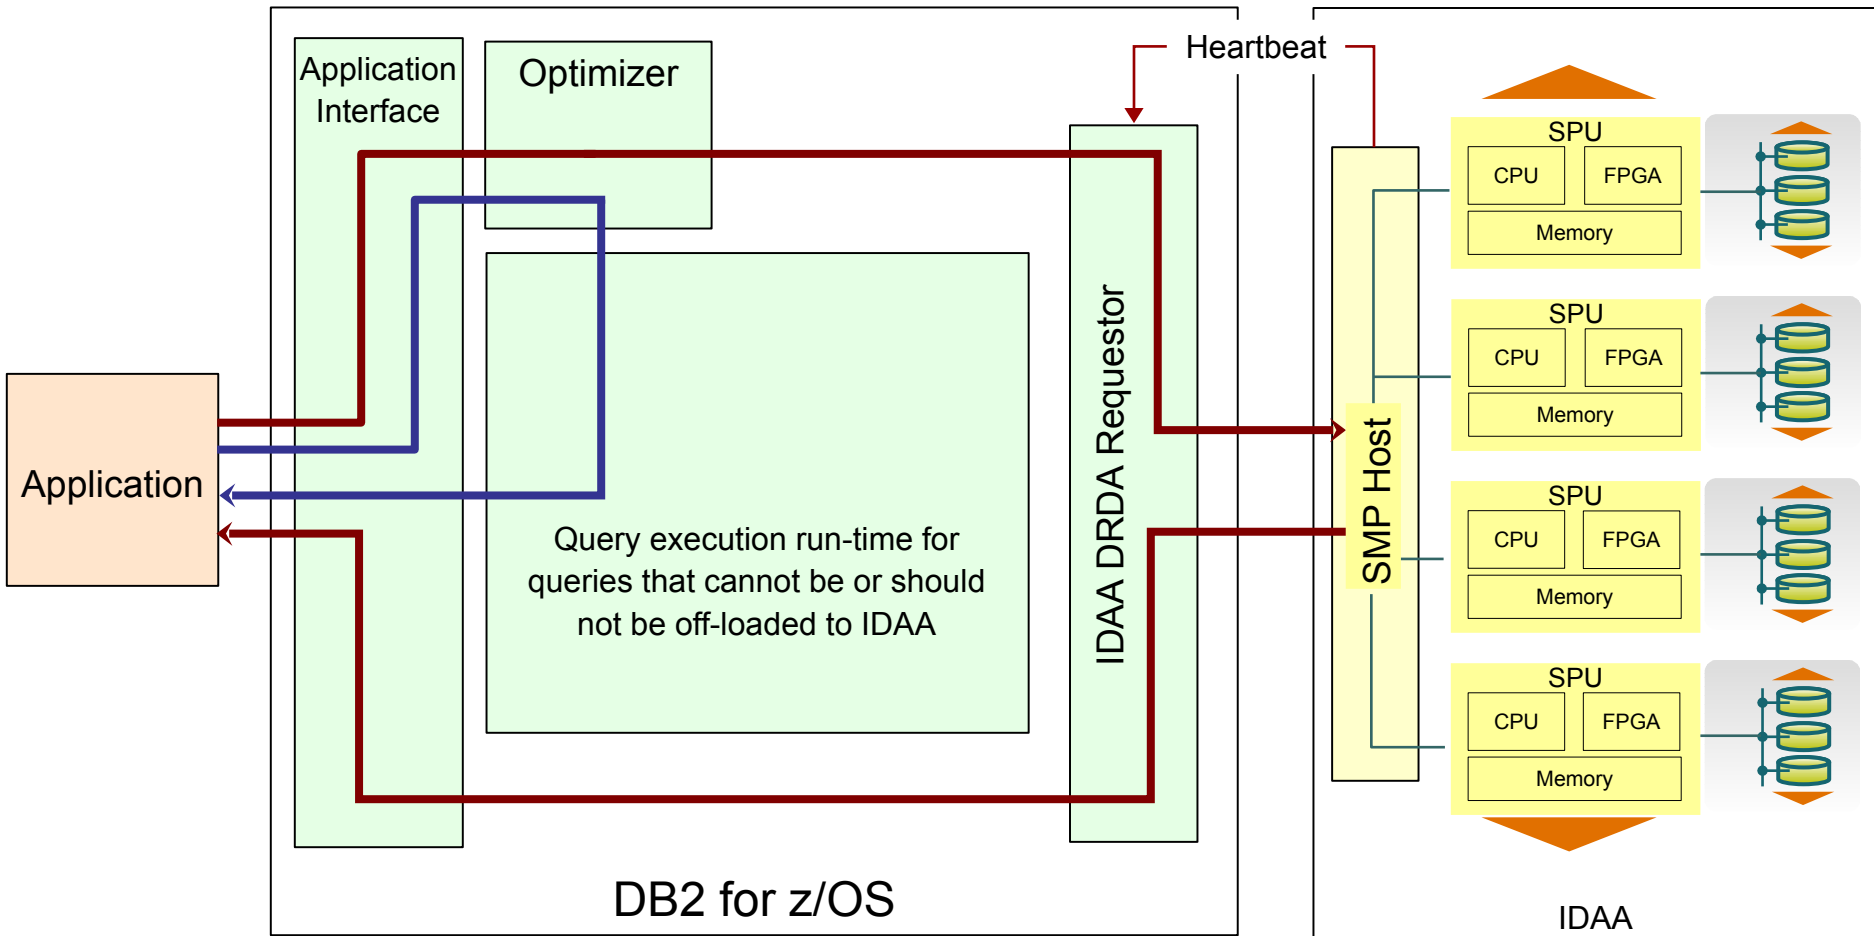 Heartbeat
Application
Interface
Optimizer
Application
Query execution run-time for
queries that cannot be or should
not be off-loaded to IDAA
IDAA DRDA Requestor
DB2 for z/OS
SMP Host
SPU
CPU
FPGA
Memory
SPU
CPU
FPGA
Memory
SPU
CPU
FPGA
Memory
SPU
CPU
FPGA
Memory
IDAA